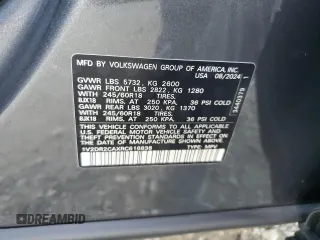 MFD BY VOLKSWAGEN GROUP OF AMERICA, INC.
USA 08/2024
GVWR LBS 5732, KG 2600
GAWR FRONT LBS 2822, KG 1280
WITH 245/60R18 TIRES,
8JX18 RIMS, AT 250 KPA, 36 PSI COLD
GAWR REAR LBS 3020, KG 1370
WITH 245/60R18 TIRES,
8JX18 RIMS, AT 250 KPA, 36 PSI COLD
THIS VEHICLE CONFORMS TO ALL APPLICABLE
U.S. FEDERAL MOTOR VEHICLE SAFETY AND
THEFT PREVENTION STANDARDS IN EFFECT ON
THE DATE OF MANUFACTURE SHOWN ABOVE.
TYPE: MPV
GUARDIAN MV